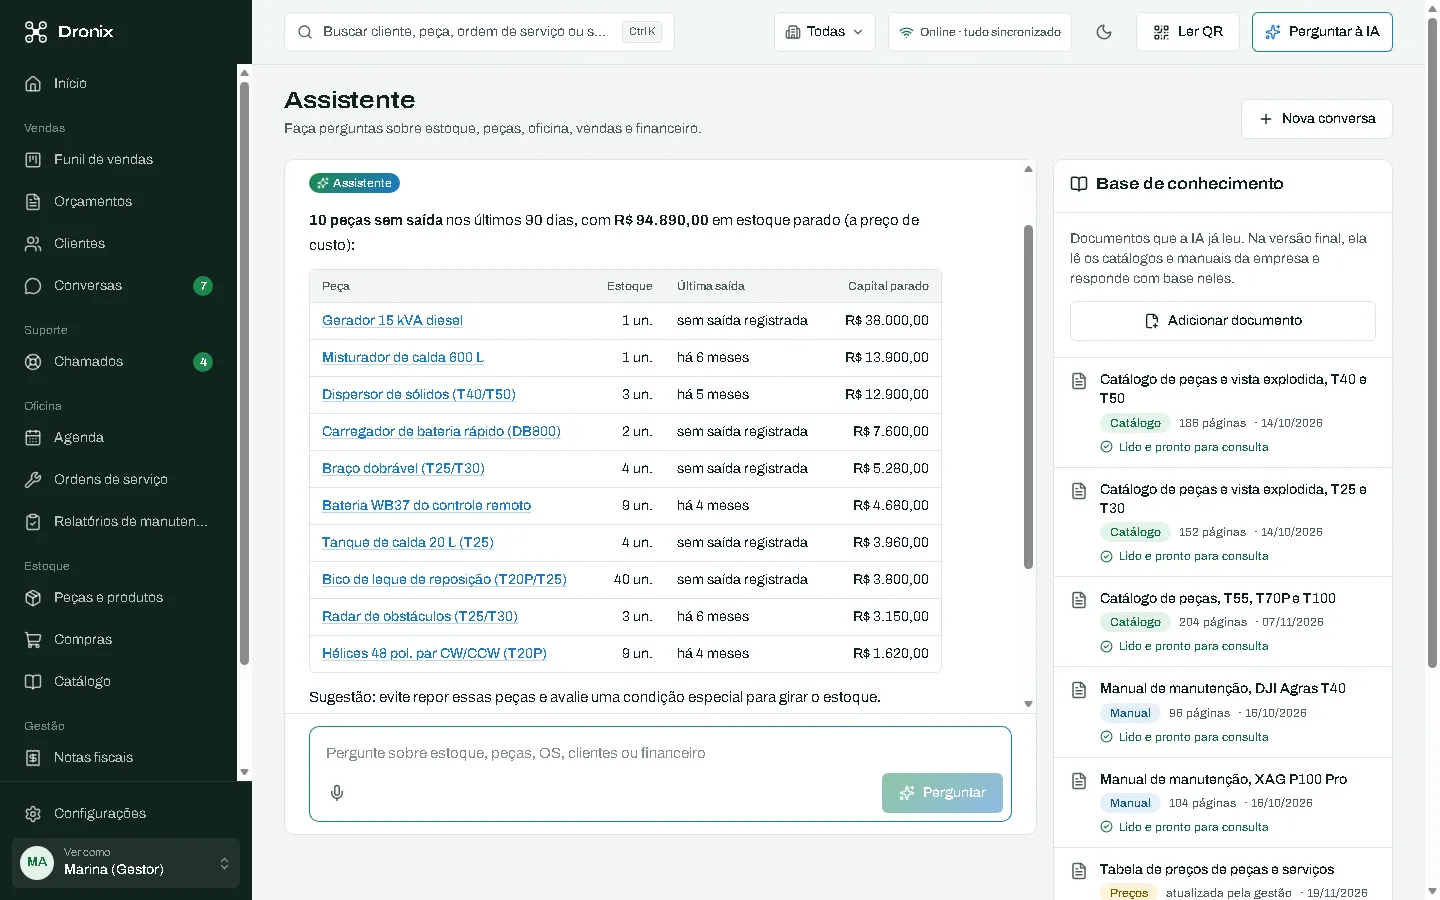 Dronix
Buscar cliente, peça, ordem de serviço ou s...
Ctrl K
Todas
Online · tudo sincronizado
Ler QR
Perguntar à IA
Início
Vendas
Funil de vendas
Orçamentos
Clientes
Conversas
7
Suporte
Chamados
4
Oficina
Agenda
Ordens de serviço
Relatórios de manuten...
Estoque
Peças e produtos
Compras
Catálogo
Gestão
Notas fiscais
Configurações
MA
Ver como
Marina (Gestor)
Assistente
Faça perguntas sobre estoque, peças, oficina, vendas e financeiro.
Nova conversa
Assistente
10 peças sem saída nos últimos 90 dias, com R$ 94.890,00 em estoque parado (a preço de
custo):
Peça Estoque Última saída Capital parado
Gerador 15 kVA diesel 1 un. sem saída registrada R$ 38.000,00
Misturador de calda 600 L 1 un. há 6 meses R$ 13.900,00
Dispersor de sólidos (T40/T50) 3 un. há 5 meses R$ 12.900,00
Carregador de bateria rápido (DB800) 2 un. sem saída registrada R$ 7.600,00
Braço dobrável (T25/T30) 4 un. sem saída registrada R$ 5.280,00
Bateria WB37 do controle remoto 9 un. há 4 meses R$ 4.680,00
Tanque de calda 20 L (T25) 4 un. sem saída registrada R$ 3.960,00
Bico de leque de reposição (T20P/T25) 40 un. sem saída registrada R$ 3.800,00
Radar de obstáculos (T25/T30) 3 un. há 6 meses R$ 3.150,00
Hélices 48 pol. par CW/CCW (T20P) 9 un. há 4 meses R$ 1.620,00
Sugestão: evite repor essas peças e avalie uma condição especial para girar o estoque.
Pergunte sobre estoque, peças, OS, clientes ou financeiro
Perguntar
Base de conhecimento
Documentos que a IA já leu. Na versão final, ela
lê os catálogos e manuais da empresa e
responde com base neles.
Adicionar documento
Catálogo de peças e vista explodida, T40 e
T50
Catálogo 186 páginas · 14/10/2026
Lido e pronto para consulta
Catálogo de peças e vista explodida, T25 e
T30
Catálogo 152 páginas · 14/10/2026
Lido e pronto para consulta
Catálogo de peças, T55, T70P e T100
Catálogo 204 páginas · 07/11/2026
Lido e pronto para consulta
Manual de manutenção, DJI Agras T40
Manual 96 páginas · 16/10/2026
Lido e pronto para consulta
Manual de manutenção, XAG P100 Pro
Manual 104 páginas · 16/10/2026
Lido e pronto para consulta
Tabela de preços de peças e serviços
Preços atualizada pela gestão · 19/11/2026